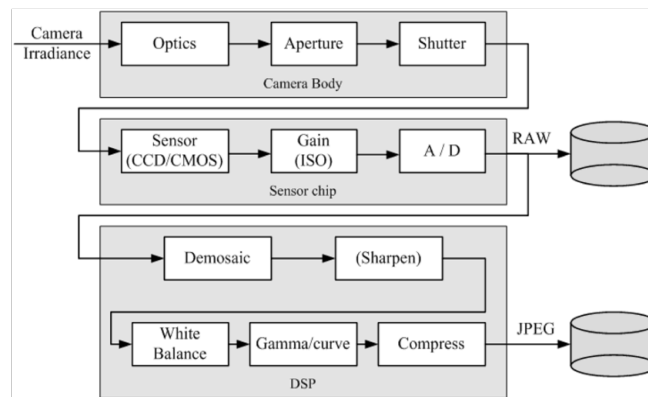 Camera
Irradiance
Optics
Aperture
Shutter
Camera Body
Sensor
(CCD/CMOS)
Gain
(ISO)
A / D
RAW
Sensor chip
Demosaic
(Sharpen)
White
Balance
Gamma/curve
Compress
JPEG
DSP